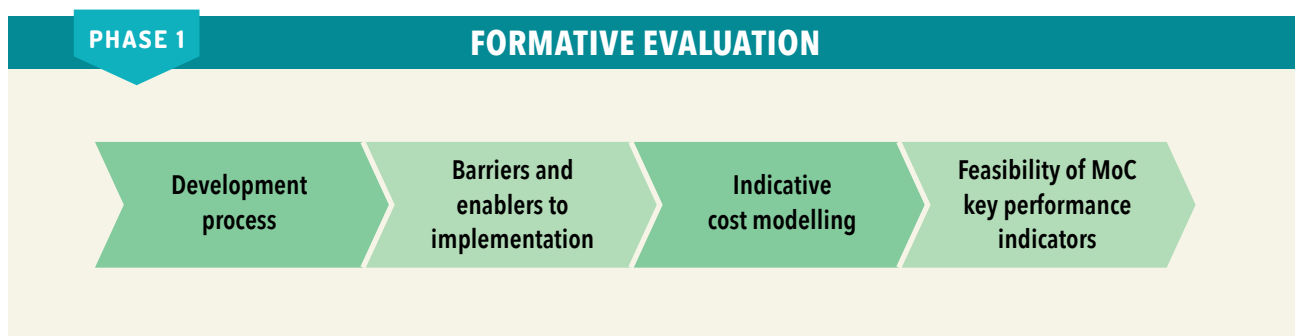 PHASE 1
FORMATIVE EVALUATION
Development
process
Barriers and
enablers to
implementation
Indicative
cost modelling
Feasibility of MoC
key performance
indicators